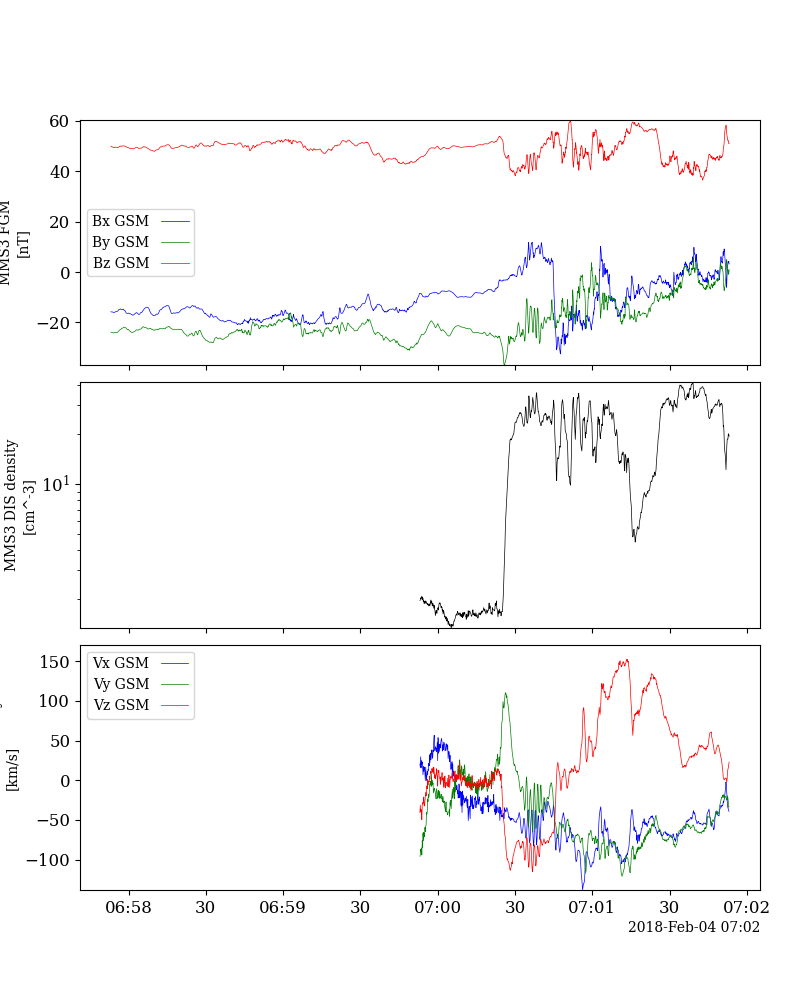 60
40
20
0
−20
MMS3 FGM
[nT]
Bx GSM
By GSM
Bz GSM
10¹
MMS3 DIS density
[cm^-3]
150
100
50
0
−50
−100
[km/s]
Vx GSM
Vy GSM
Vz GSM
06:58
30
06:59
30
07:00
30
07:01
30
07:02
2018-Feb-04 07:02